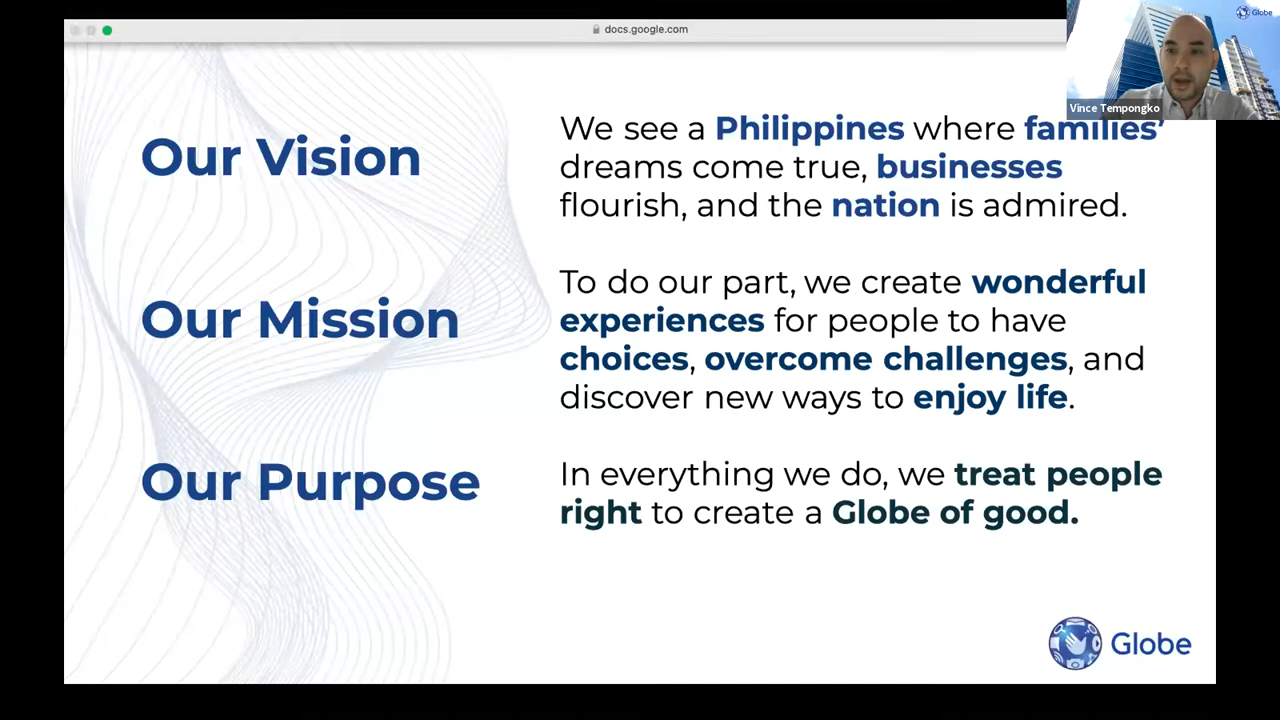 docs.google.com
Globe
Vince Tempongko
Our Vision
We see a Philippines where families'
dreams come true, businesses
flourish, and the nation is admired.
Our Mission
To do our part, we create wonderful
experiences for people to have
choices, overcome challenges, and
discover new ways to enjoy life.
Our Purpose
In everything we do, we treat people
right to create a Globe of good.
Globe